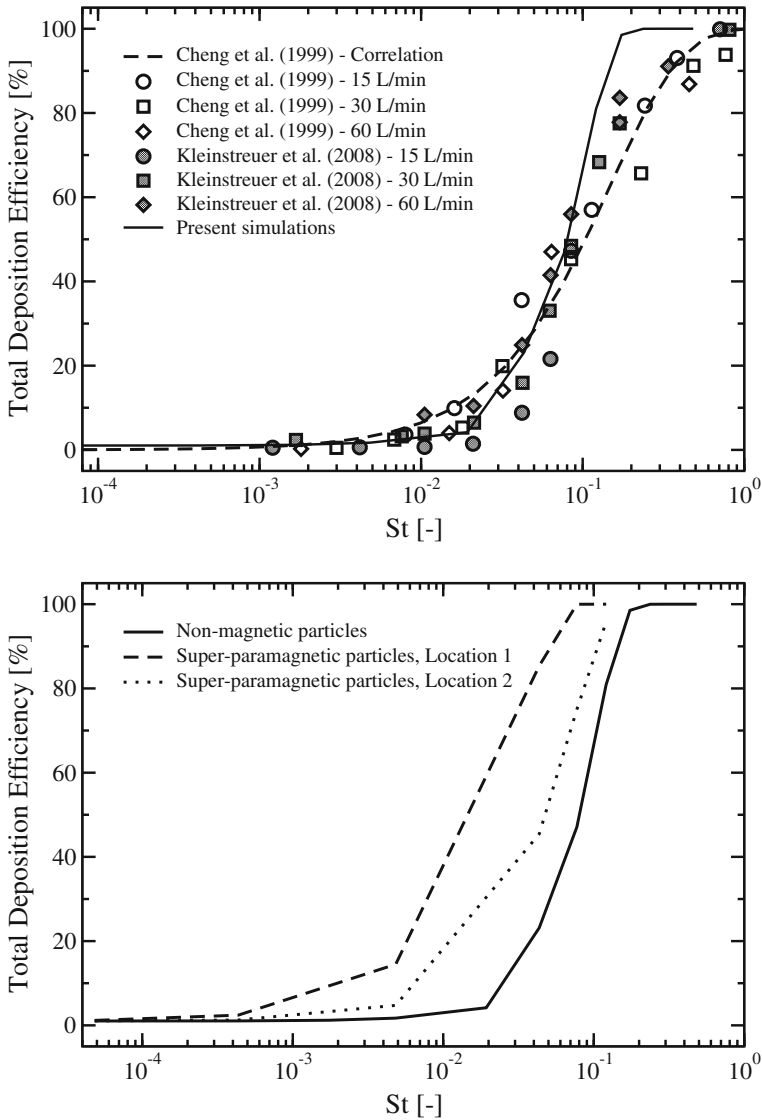 Total Deposition Efficiency [%]
100
80
60
40
20
0
Cheng et al. (1999) - Correlation
Cheng et al. (1999) - 15 L/min
Cheng et al. (1999) - 30 L/min
Cheng et al. (1999) - 60 L/min
Kleinstreuer et al. (2008) - 15 L/min
Kleinstreuer et al. (2008) - 30 L/min
Kleinstreuer et al. (2008) - 60 L/min
Present simulations
10^-4 10^-3 10^-2 10^-1 10^0
St [-]
Total Deposition Efficiency [%]
100
80
60
40
20
0
Non-magnetic particles
Super-paramagnetic particles, Location 1
Super-paramagnetic particles, Location 2
10^-4 10^-3 10^-2 10^-1 10^0
St [-]